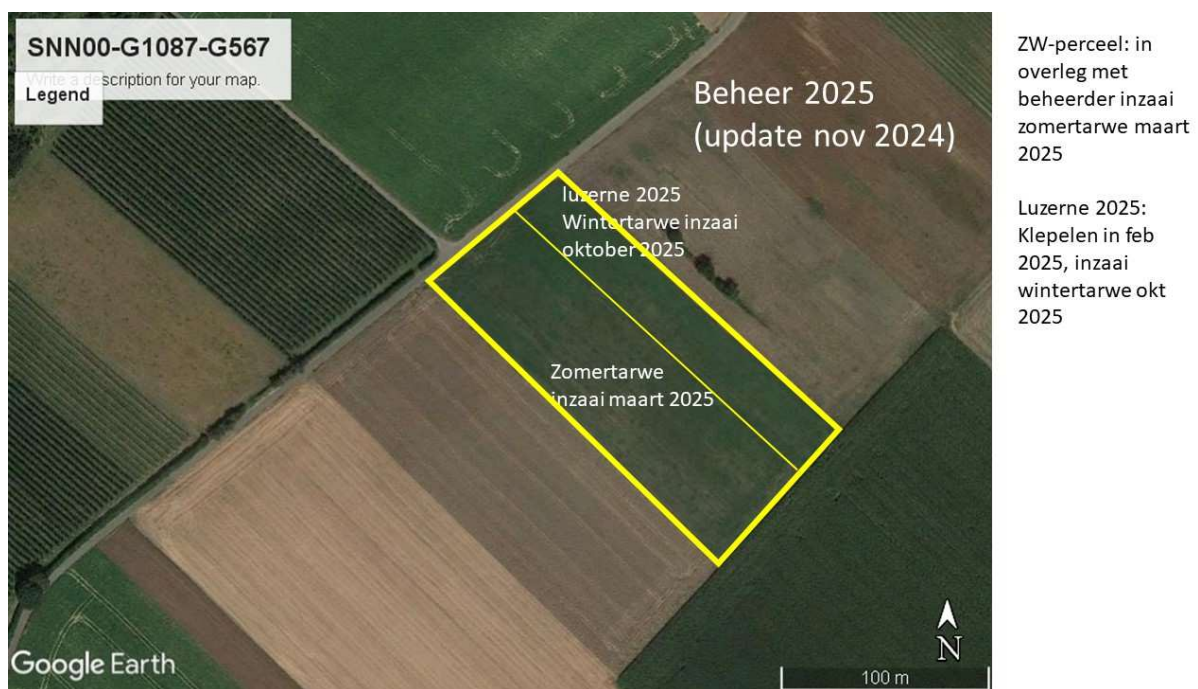 SNN00-G1087-G567
Write a description for your map.
Legend
Beheer 2025
(update nov 2024)
luzerne 2025
Wintertarwe inzaai
oktober 2025
Zomertarwe
inzaai maart 2025
Google Earth
N
100 m
ZW-perceel: in
overleg met
beheerder inzaai
zomertarwe maart
2025
Luzerne 2025:
Klepelen in feb
2025, inzaai
wintertarwe okt
2025